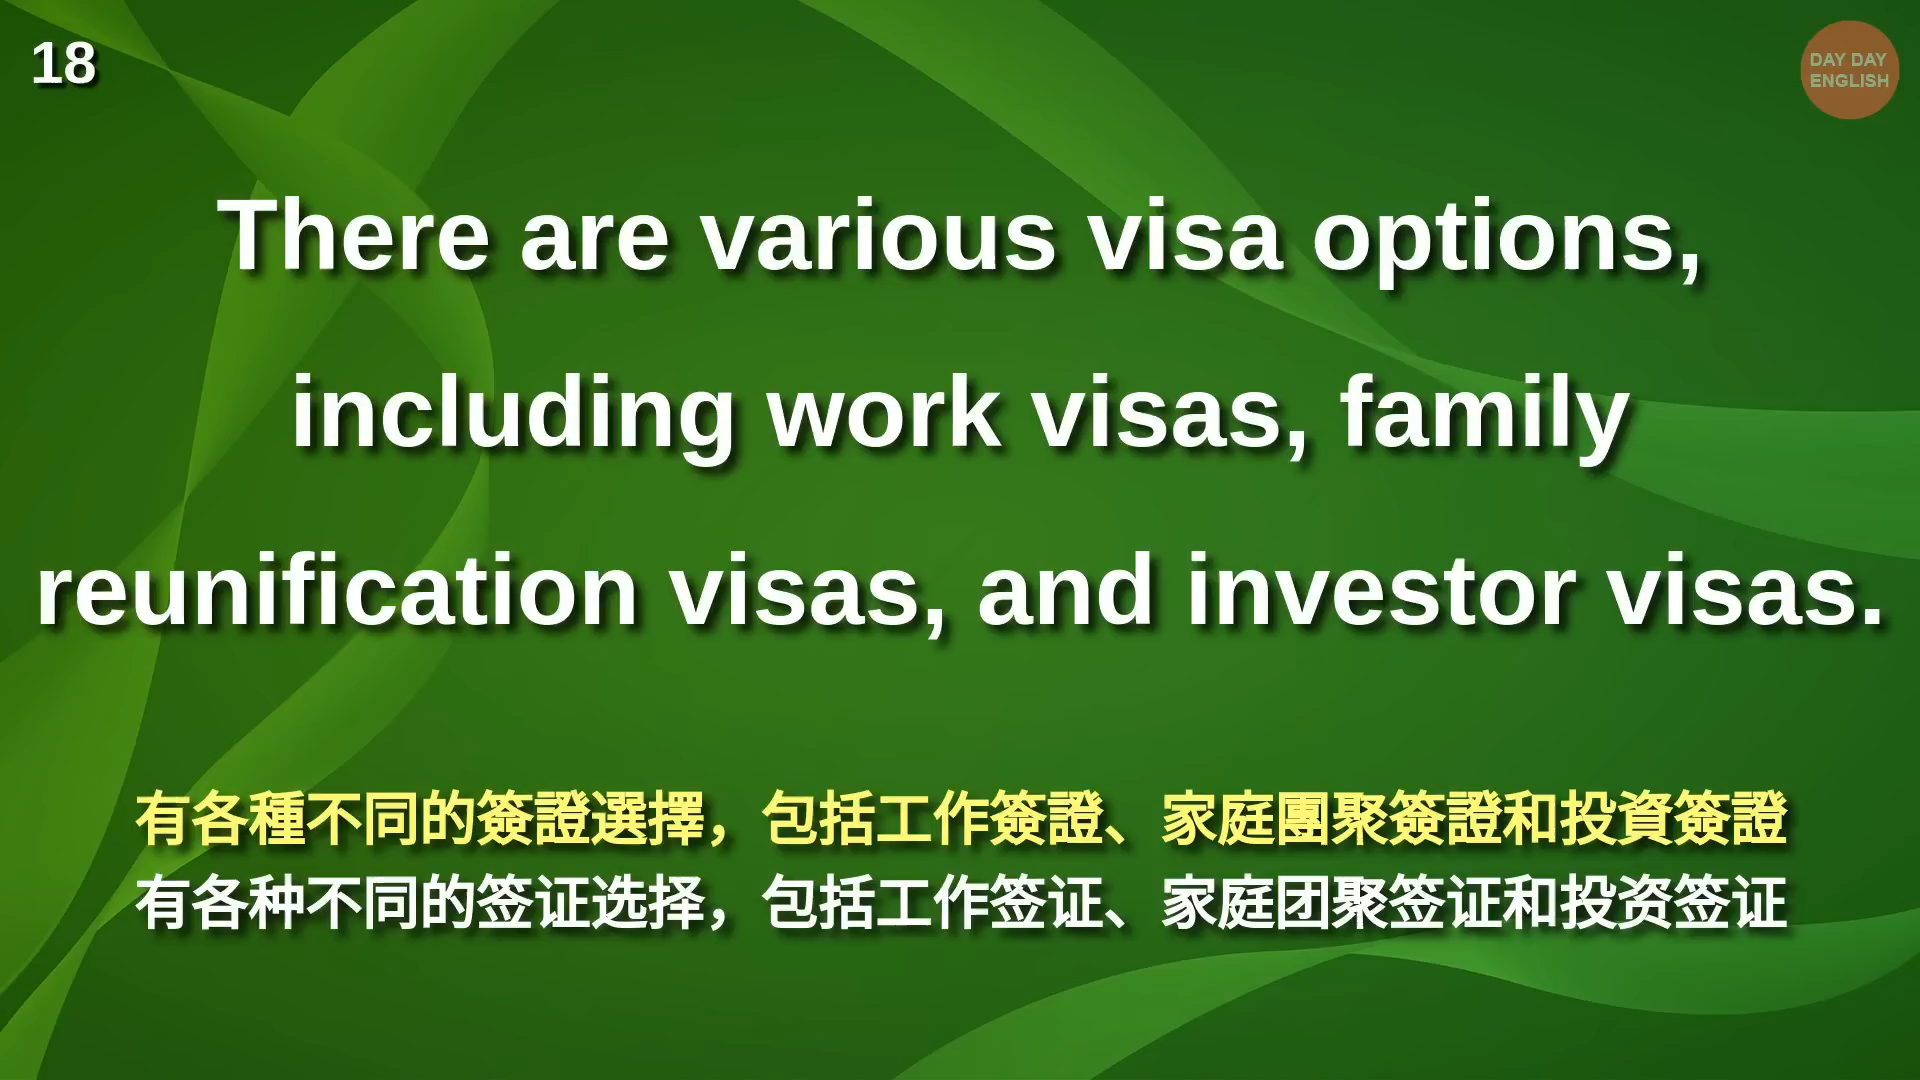 18
DAY DAY
ENGLISH
There are various visa options,
including work visas, family
reunification visas, and investor visas.
有各種不同的簽證選擇，包括工作簽證、家庭團聚簽證和投資簽證
有各种不同的签证选择，包括工作签证、家庭团聚签证和投资签证